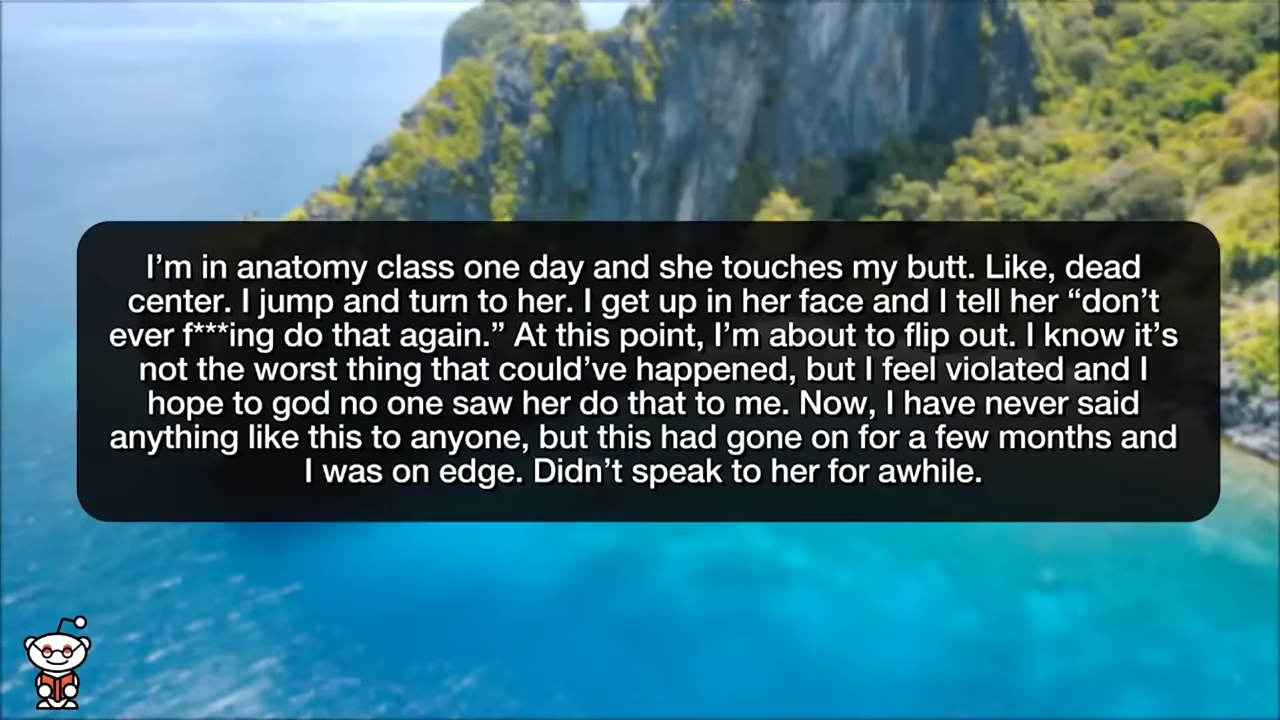 I’m in anatomy class one day and she touches my butt. Like, dead
center. I jump and turn to her. I get up in her face and I tell her “don’t
ever f***ing do that again.” At this point, I’m about to flip out. I know it’s
not the worst thing that could’ve happened, but I feel violated and I
hope to god no one saw her do that to me. Now, I have never said
anything like this to anyone, but this had gone on for a few months and
I was on edge. Didn’t speak to her for awhile.